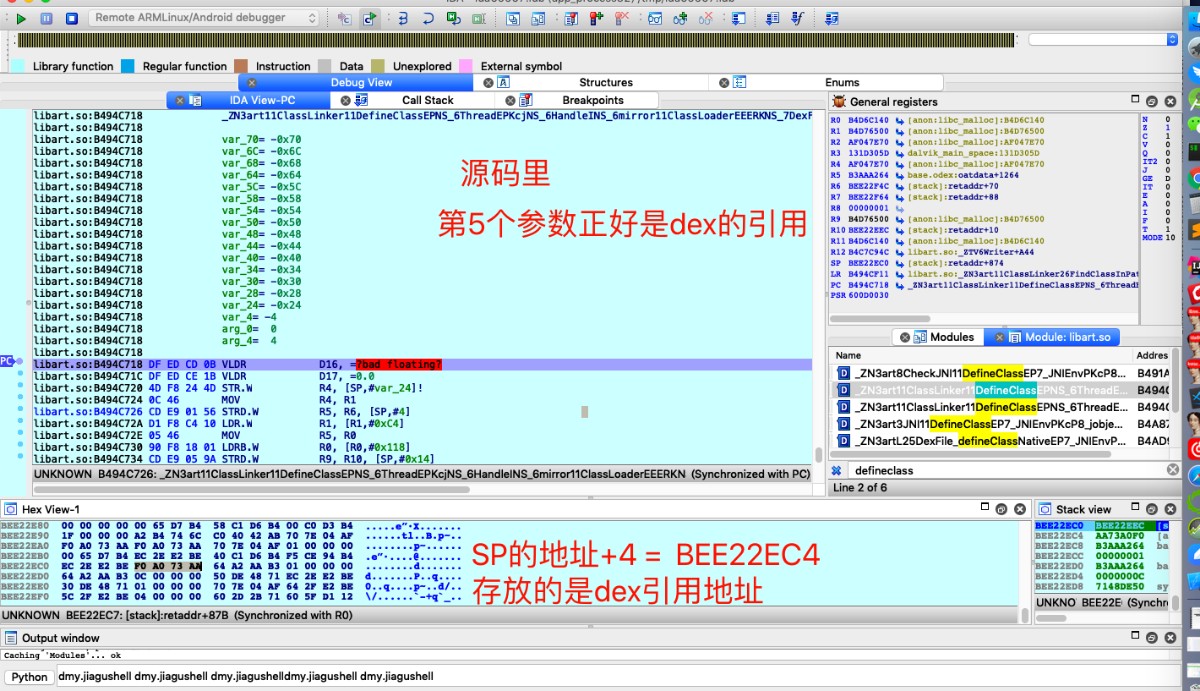 Remote ARMLinux/Android debugger
Library function Regular function Instruction Data Unexplored External symbol
Debug View Structures Enums
IDA View-PC Call Stack Breakpoints
libart.so:B494C718 _ZN3art11ClassLinker11DefineClassEPNS_6ThreadEPKcjNS_6HandleINS_6mirror11ClassLoaderEEERKNS_7DexF
libart.so:B494C718
libart.so:B494C718 var_70= -0x70
libart.so:B494C718 var_6C= -0x6C
libart.so:B494C718 var_68= -0x68
libart.so:B494C718 var_64= -0x64
libart.so:B494C718 var_5C= -0x5C
libart.so:B494C718 var_58= -0x58
libart.so:B494C718 var_54= -0x54
libart.so:B494C718 var_50= -0x50
libart.so:B494C718 var_48= -0x48
libart.so:B494C718 var_44= -0x44
libart.so:B494C718 var_40= -0x40
libart.so:B494C718 var_34= -0x34
libart.so:B494C718 var_30= -0x30
libart.so:B494C718 var_28= -0x28
libart.so:B494C718 var_24= -0x24
libart.so:B494C718 var_4= -4
libart.so:B494C718 arg_0= 0
libart.so:B494C718 arg_4= 4
libart.so:B494C718
libart.so:B494C718 DF ED CD 0B VLDR D16, =?bad floating?
libart.so:B494C71C DF ED CE 1B VLDR D17, =0.0
libart.so:B494C720 4D F8 24 4D STR.W R4, [SP,#var_24]!
libart.so:B494C724 0C 46 MOV R4, R1
libart.so:B494C726 CD E9 01 56 STRD.W R5, R6, [SP,#4]
libart.so:B494C72A D1 F8 C4 10 LDR.W R1, [R1,#0xC4]
libart.so:B494C72E 05 46 MOV R5, R0
libart.so:B494C730 90 F8 18 01 LDRB.W R0, [R0,#0x118]
libart.so:B494C734 CD E9 05 9A STRD.W R9, R10, [SP,#0x14]
UNKNOWN B494C726: _ZN3art11ClassLinker11DefineClassEPNS_6ThreadEPKcjNS_6HandleINS_6mirror11ClassLoaderEEERKN (Synchronized with PC)
源码里
第5个参数正好是dex的引用
General registers
R0 B4D6C140 [anon:libc_malloc]:B4D6C140
R1 B4D76500 [anon:libc_malloc]:B4D76500
R2 AF047E70 [anon:libc_malloc]:AF047E70
R3 131D305D dalvik_main_space:131D305D
R4 AF047E70 [anon:libc_malloc]:AF047E70
R5 B3AAA264 base.odex:oatdata+1264
R6 BEE22F4C [stack]:retaddr+70
R7 BEE22F64 [stack]:retaddr+88
R8 00000001
R9 B4D76500 [anon:libc_malloc]:B4D76500
R10 BEE22EEC [stack]:retaddr+10
R11 B4D6C140 [anon:libc_malloc]:B4D6C140
R12 B4C7C94C libart.so:_ZTV6Writer+A44
SP BEE22EC0 [stack]:retaddr+874
LR B494CF11 libart.so:_ZN3art11ClassLinker26FindClassInPat
PC B494C718 _ZN3art11ClassLinker11DefineClassEPNS_6Thread
PSR 600D0030
N 0
Z 1
C 1
V 0
Q 0
IT2 0
J 0
GE D
IT 0
E 0
A 0
I 0
F 0
T 1
MODE 10
Modules Module: libart.so
Name Addres
_ZN3art8CheckJNI11DefineClassEP7_JNIEnvPKcP8... B491A
_ZN3art11ClassLinker11DefineClassEPNS_6ThreadE... B494C
_ZN3art11ClassLinker11DefineClassEPNS_6ThreadE... B494C
_ZN3art3JNI11DefineClassEP7_JNIEnvPKcP8_jobje... B4A87
_ZN3artL25DexFile_defineClassNativeEP7_JNIEnvP... B4AD9
defineclass
Line 2 of 6
Hex View-1
BEE22E80 00 00 00 00 00 65 D7 B4 58 C1 D6 B4 00 C0 D3 B4
BEE22E90 1F 00 00 00 00 A2 B4 74 6C C0 40 42 AB 70 7E 04 AF
BEE22EA0 F0 A0 73 AA F0 A0 73 AA 70 7E 04 AF 01 00 00 00
BEE22EB0 00 65 D7 B4 EC 2E E2 BE 40 C1 D6 B4 F5 CE 94 B4
BEE22EC0 EC 2E E2 BE F0 A0 73 AA 64 A2 AA B3 01 00 00 00
BEE22ED0 64 A2 AA B3 0C 00 00 00 50 DE 48 71 EC 2E E2 BE
BEE22EE0 30 DE 48 71 01 00 00 00 70 7E 04 AF 64 2F E2 BE
BEE22EF0 5C 2F E2 BE 04 00 00 00 60 2D 2B 71 60 5F D1 12
UNKNOWN BEE22EC7: [stack]:retaddr+87B (Synchronized with R0)
SP的地址+4 = BEE22EC4
存放的是dex引用地址
Stack view
BEE22EC0 BEE22EEC [s
BEE22EC4 AA73A0F0 [a
BEE22EC8 B3AAA264 ba
BEE22ECC 00000001
BEE22ED0 B3AAA264 ba
BEE22ED4 0000000C
BEE22ED8 7148DE50 sy
UNKNO BEE22E (Synchr
Output window
Caching 'Modules'... ok
Python dmy.jiagushell dmy.jiagushell dmy.jiagushelldmy.jiagushell dmy.jiagushell